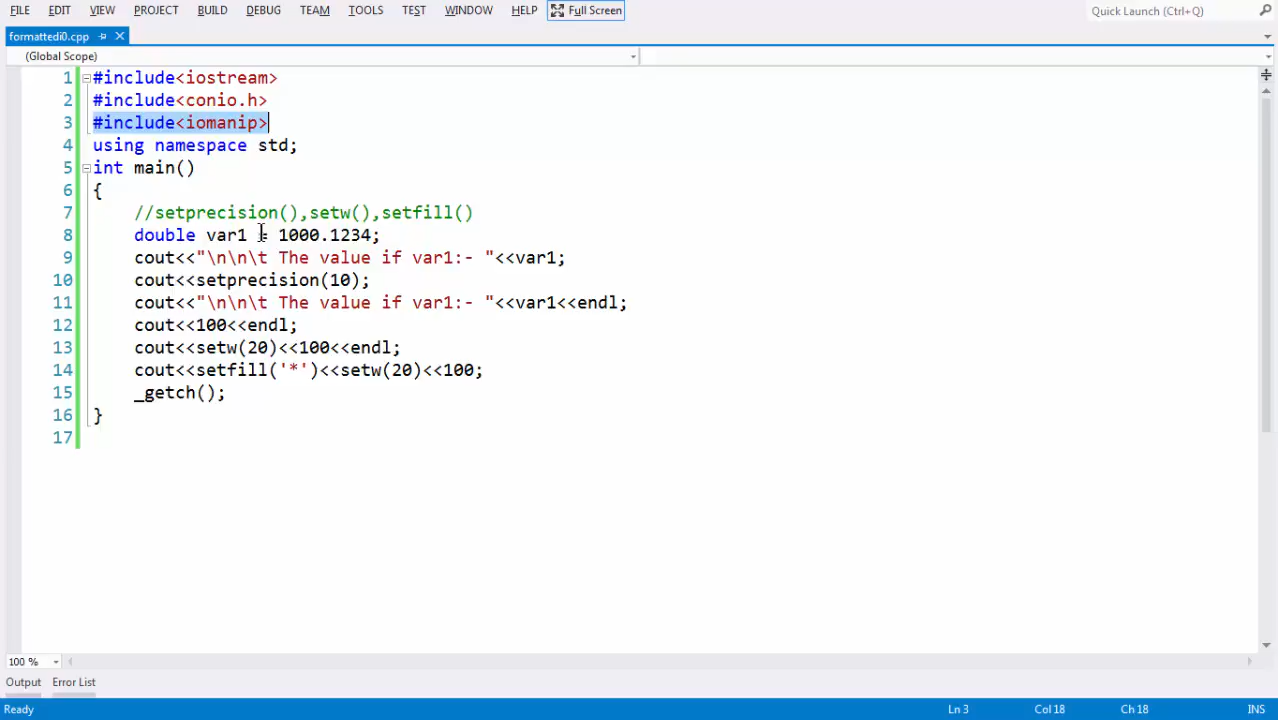 FILE EDIT VIEW PROJECT BUILD DEBUG TEAM TOOLS TEST WINDOW HELP Full Screen Quick Launch (Ctrl+Q)
formattedi0.cpp
(Global Scope)
1 #include<iostream>
2 #include<conio.h>
3 #include<iomanip>
4 using namespace std;
5 int main()
6 {
7 //setprecision(),setw(),setfill()
8 double var1 = 1000.1234;
9 cout<<"\n\n\t The value if var1:- "<<var1;
10 cout<<setprecision(10);
11 cout<<"\n\n\t The value if var1:- "<<var1<<endl;
12 cout<<100<<endl;
13 cout<<setw(20)<<100<<endl;
14 cout<<setfill('*')<<setw(20)<<100;
15 _getch();
16 }
17
100 %
Output Error List
Ready Ln 3 Col 18 Ch 18 INS